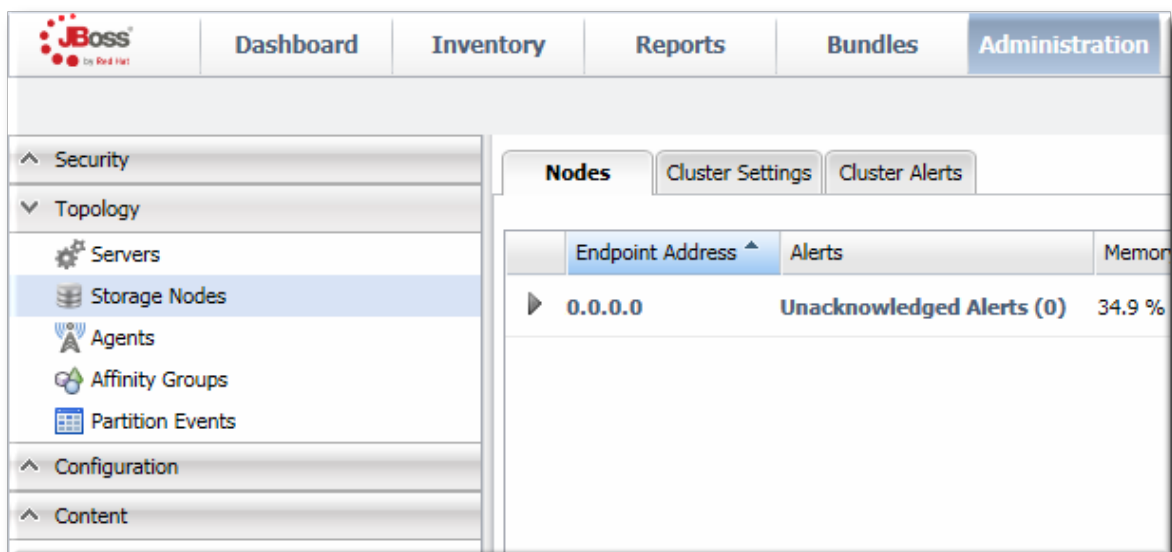 JBoss
by Red Hat
Dashboard Inventory Reports Bundles Administration
Security
Topology
Servers
Storage Nodes
Agents
Affinity Groups
Partition Events
Configuration
Content
Nodes Cluster Settings Cluster Alerts
Endpoint Address Alerts Memor
0.0.0.0 Unacknowledged Alerts (0) 34.9 %